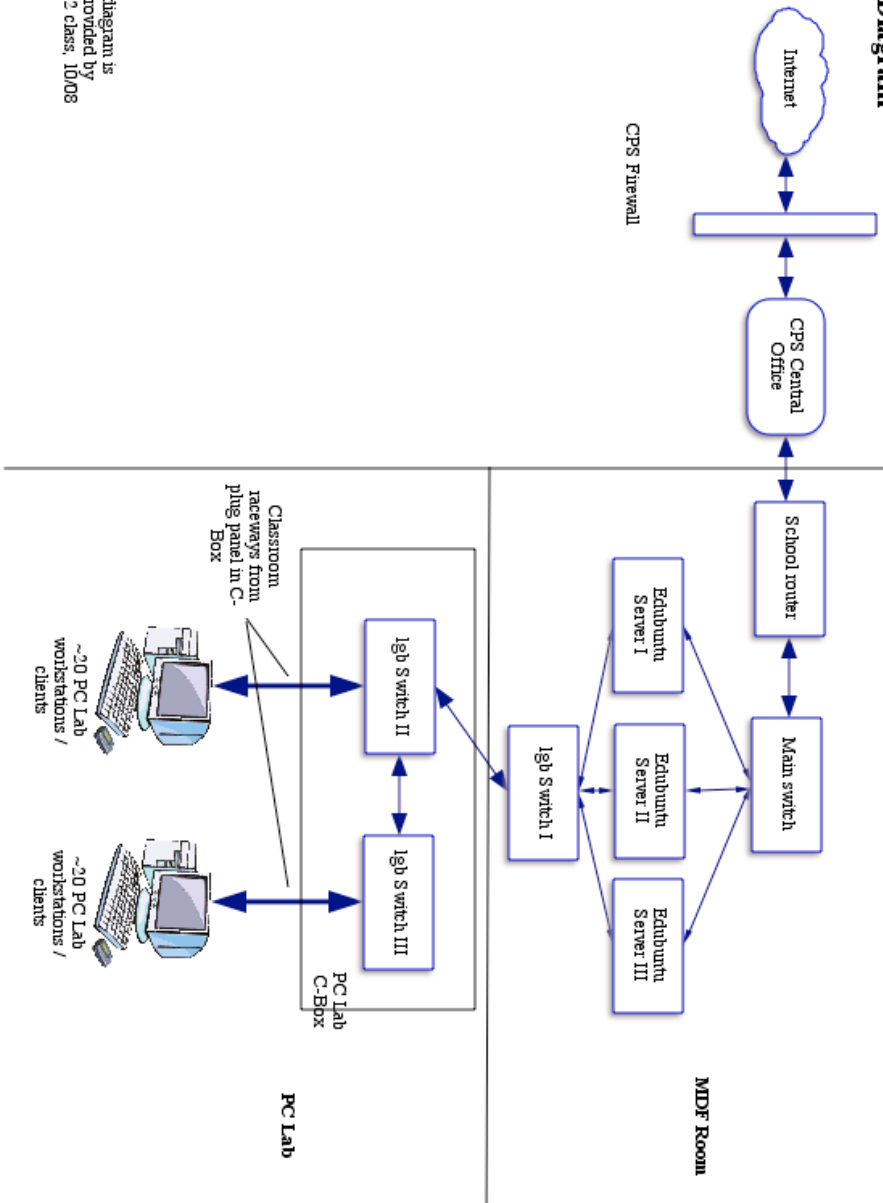 Diagram
Internet
CPS Firewall
CPS Central
Office
School router
Main switch
Edubuntu
Server I
Edubuntu
Server II
Edubuntu
Server III
1gb Switch I
MDF Room
1gb Switch II
1gb Switch III
PC Lab
C-Box
Classroom
raceways from
plug panel in C-
Box
~20 PC Lab
workstations /
clients
~20 PC Lab
workstations /
clients
PC Lab
diagram is
rovided by
2 class, 10/08